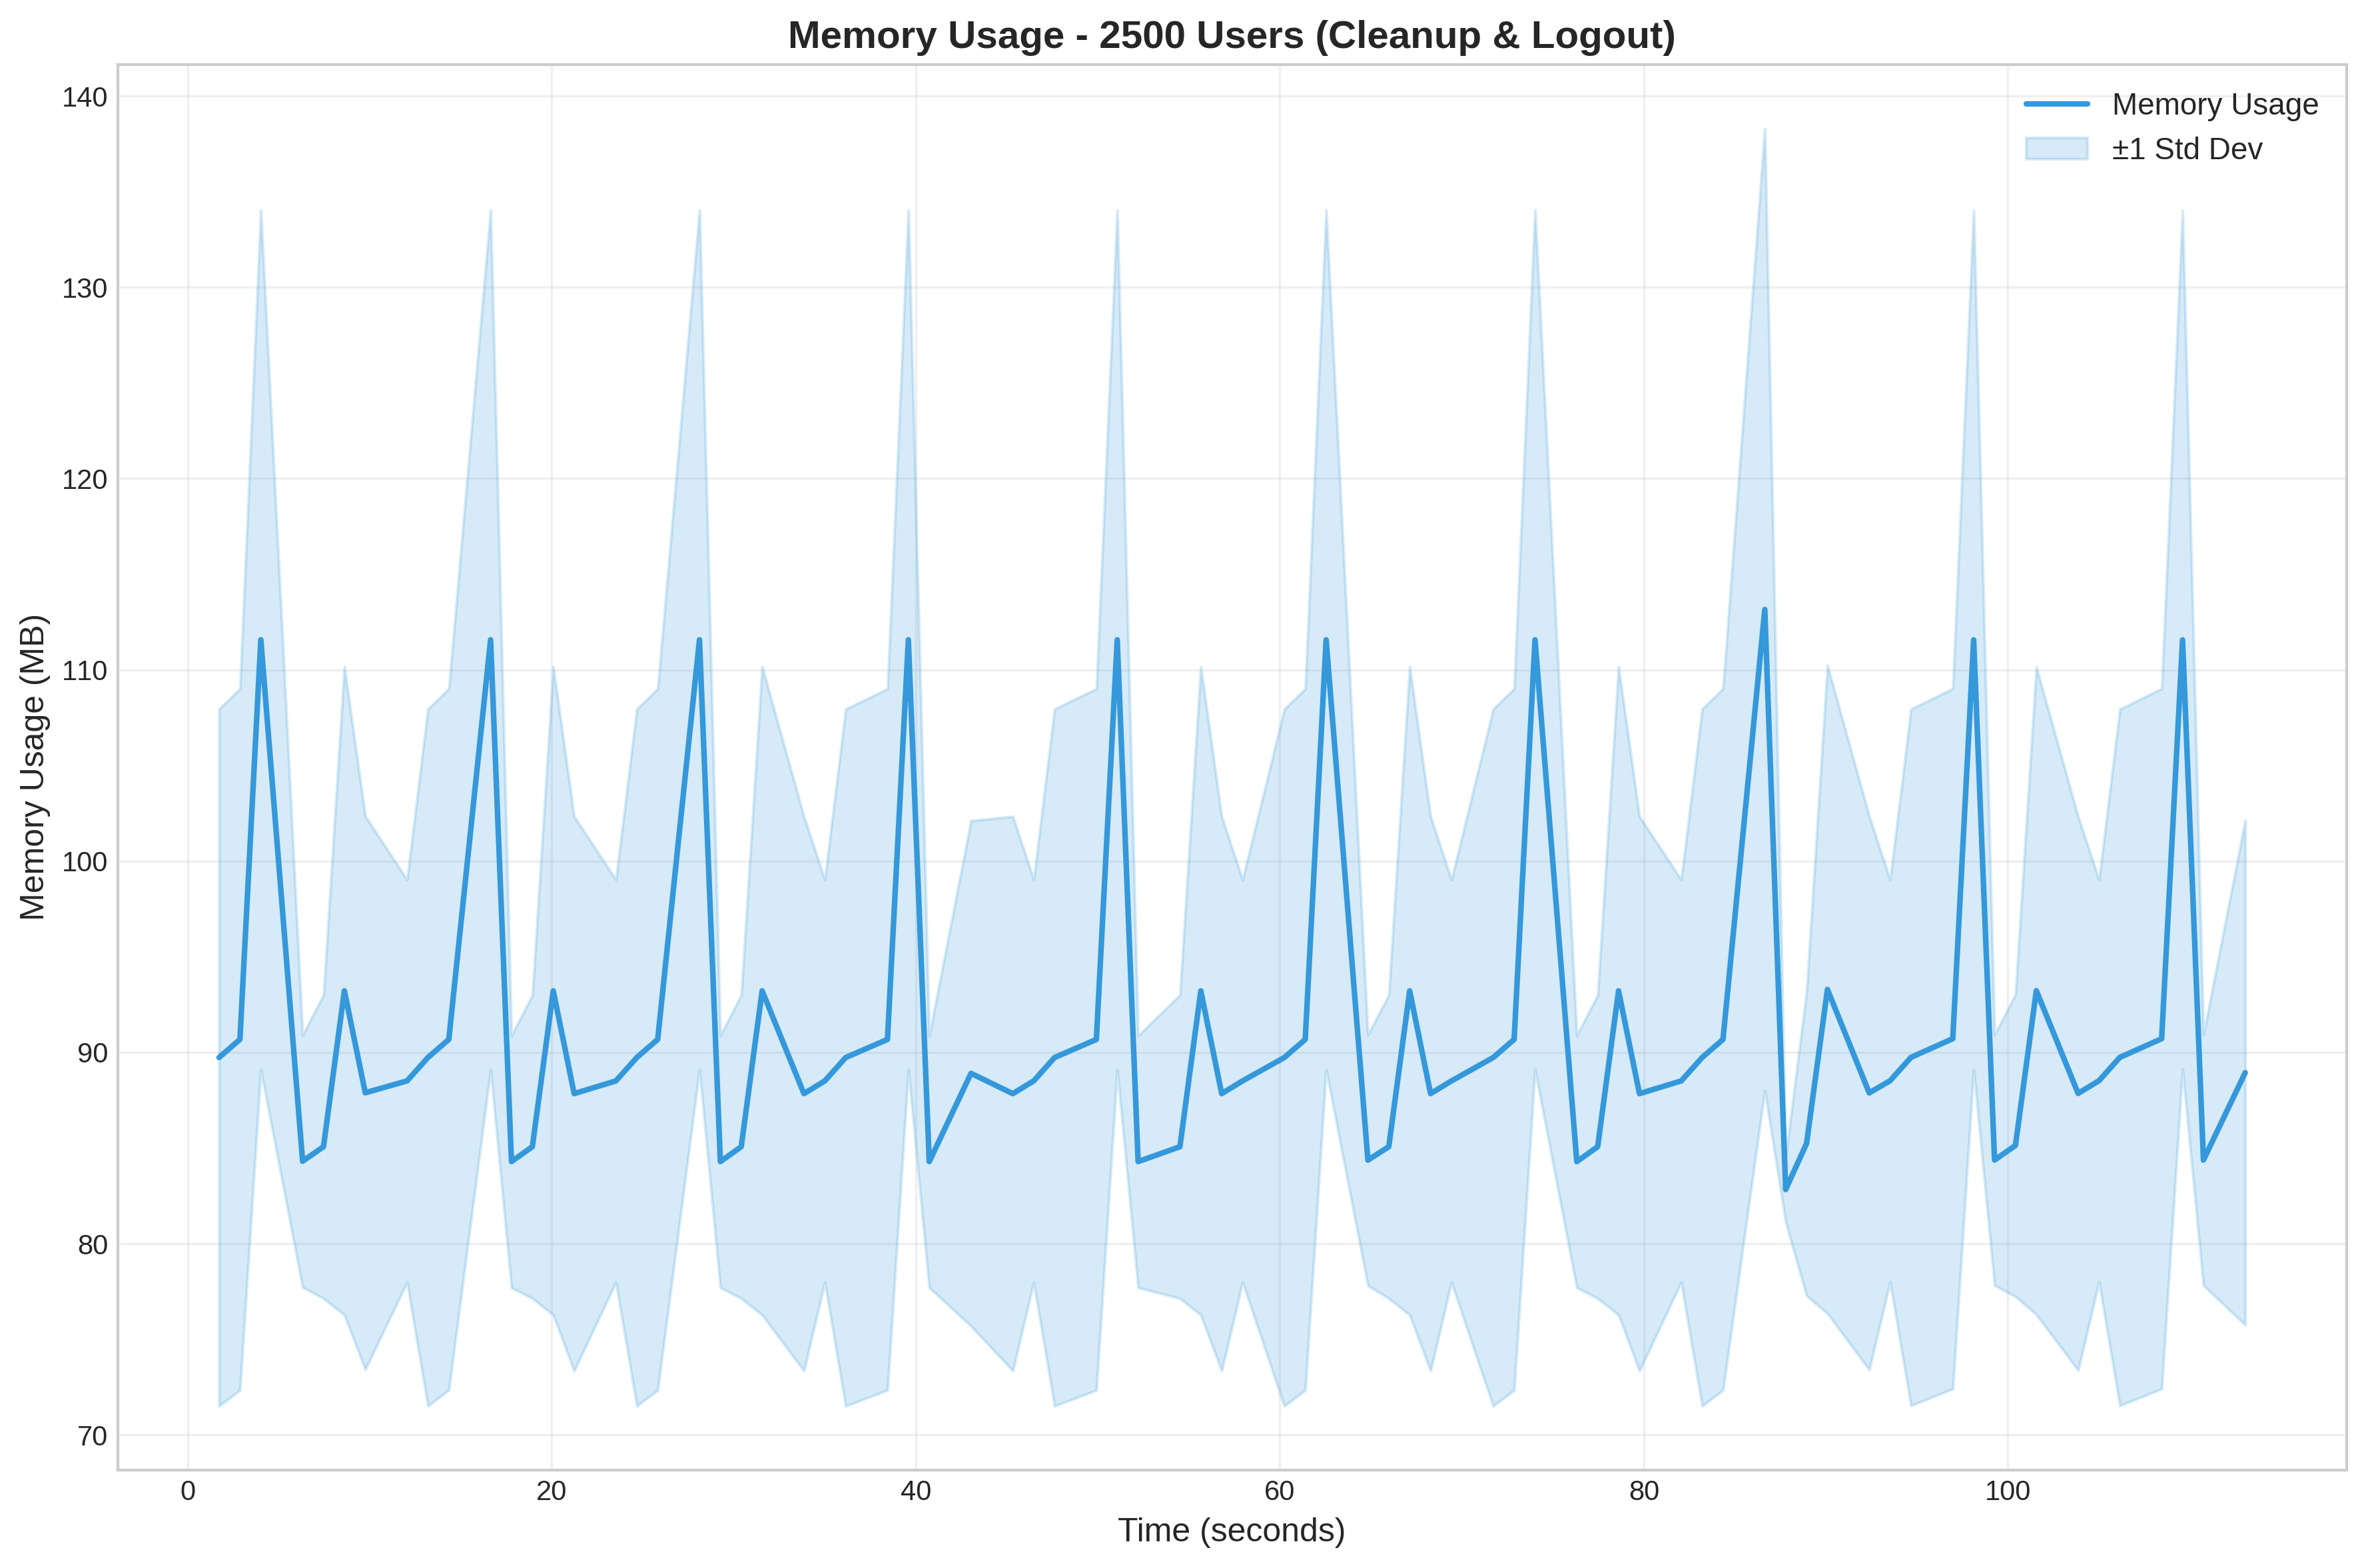 Memory Usage - 2500 Users (Cleanup & Logout)
Memory Usage
±1 Std Dev
Memory Usage (MB)
140
130
120
110
100
90
80
70
0 20 40 60 80 100
Time (seconds)